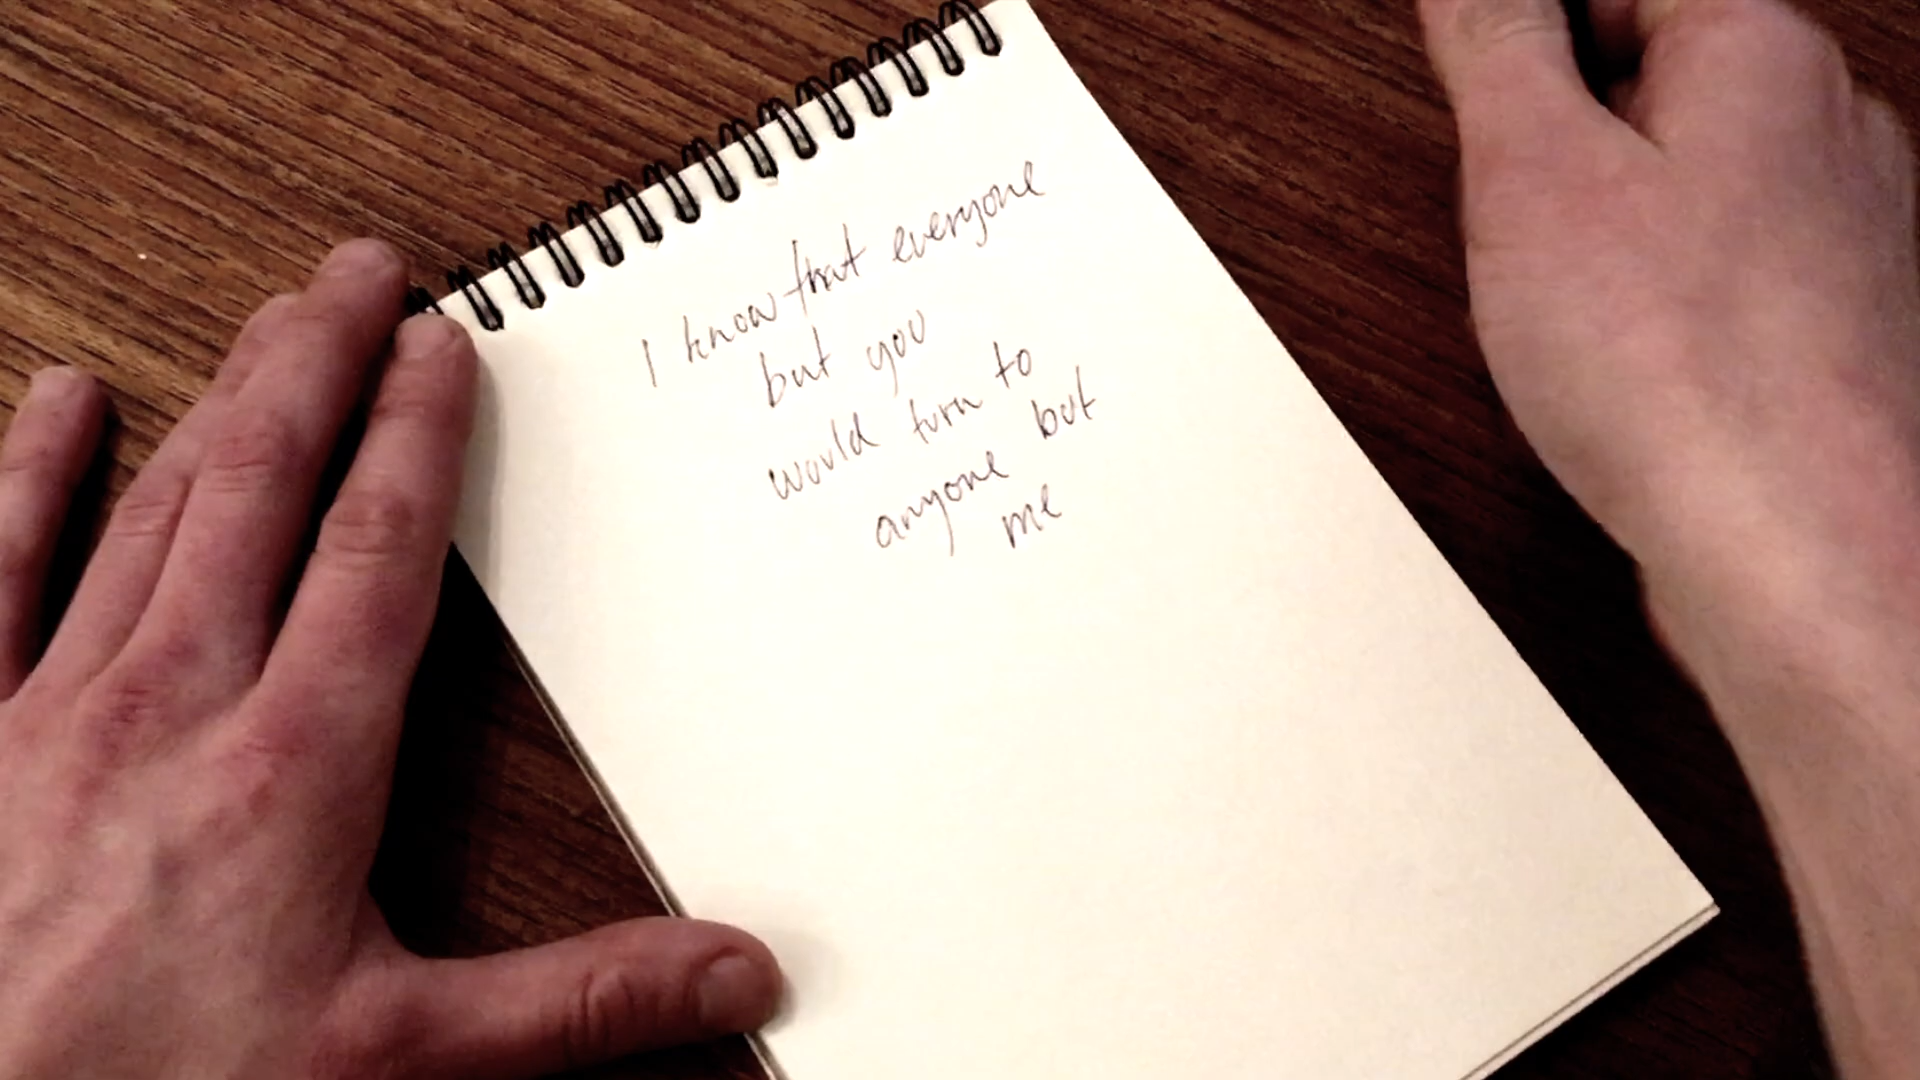 I know that everyone
but you
would turn to
anyone but
me